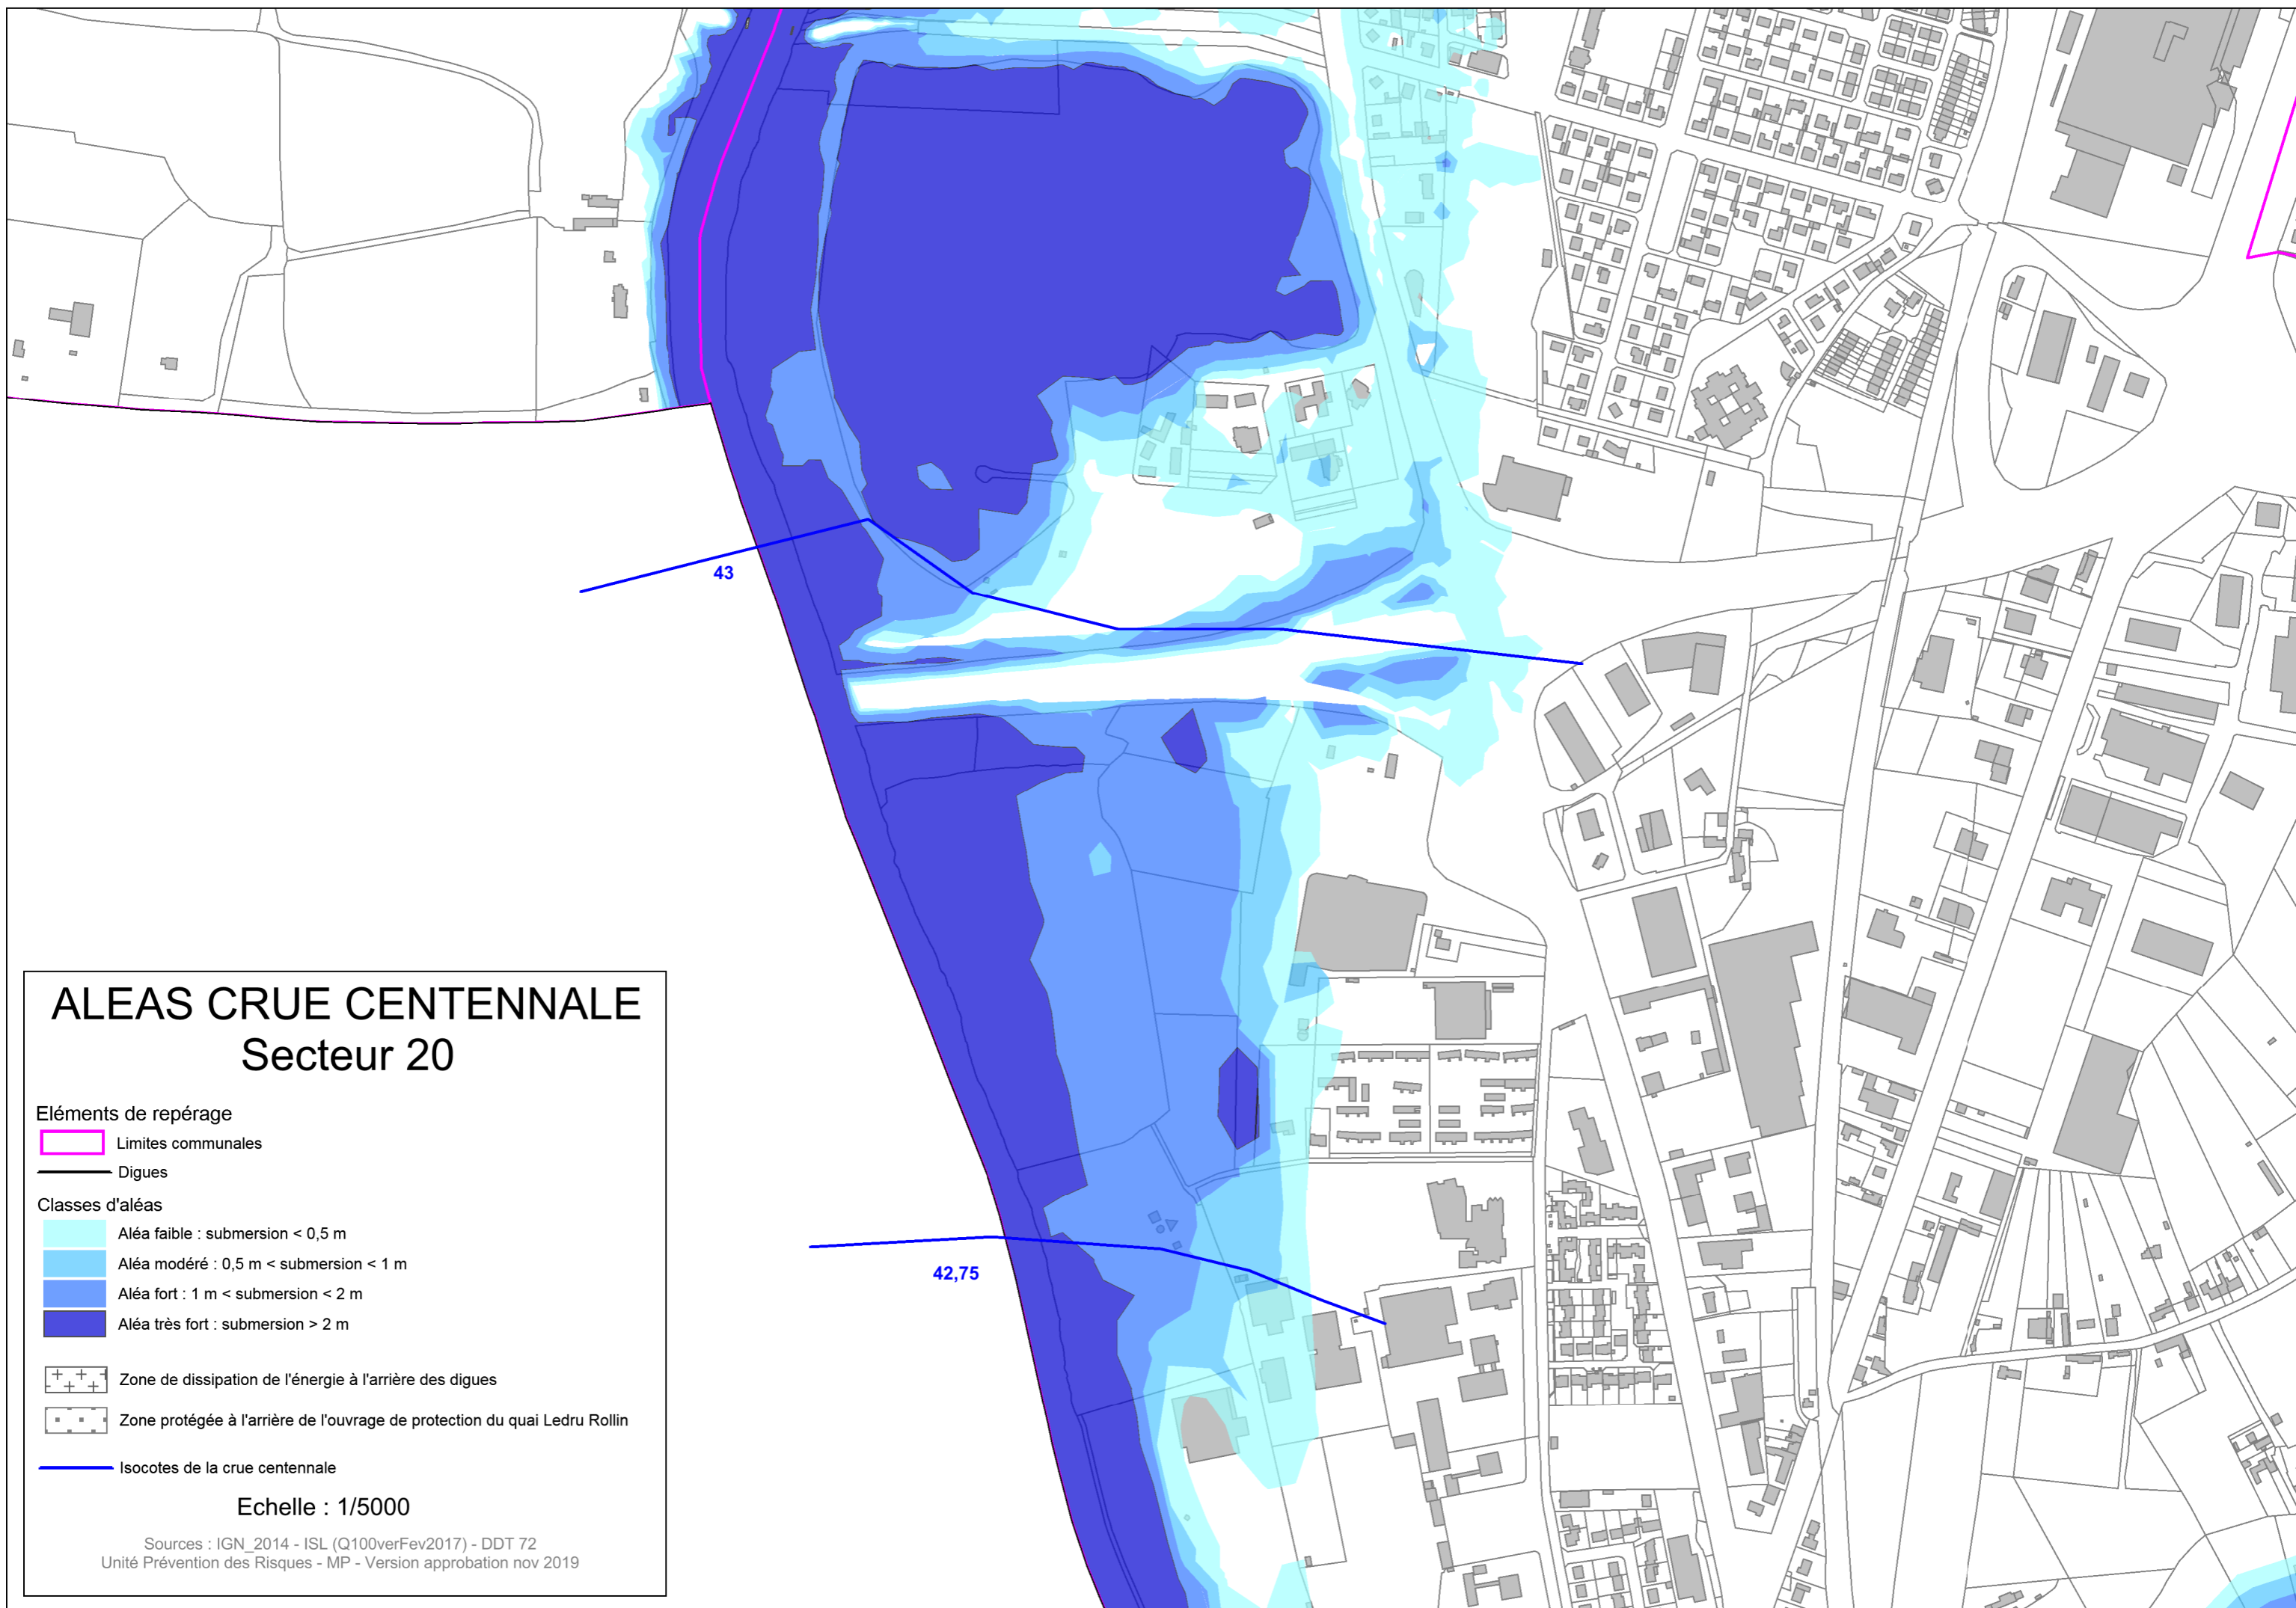 43
42,75
ALEAS CRUE CENTENNALE
Secteur 20
Eléments de repérage
Limites communales
Digues
Classes d'aléas
Aléa faible : submersion < 0,5 m
Aléa modéré : 0,5 m < submersion < 1 m
Aléa fort : 1 m < submersion < 2 m
Aléa très fort : submersion > 2 m
Zone de dissipation de l'énergie à l'arrière des digues
Zone protégée à l'arrière de l'ouvrage de protection du quai Ledru Rollin
Isocotes de la crue centennale
Echelle : 1/5000
Sources : IGN_2014 - ISL (Q100verFev2017) - DDT 72
Unité Prévention des Risques - MP - Version approbation nov 2019